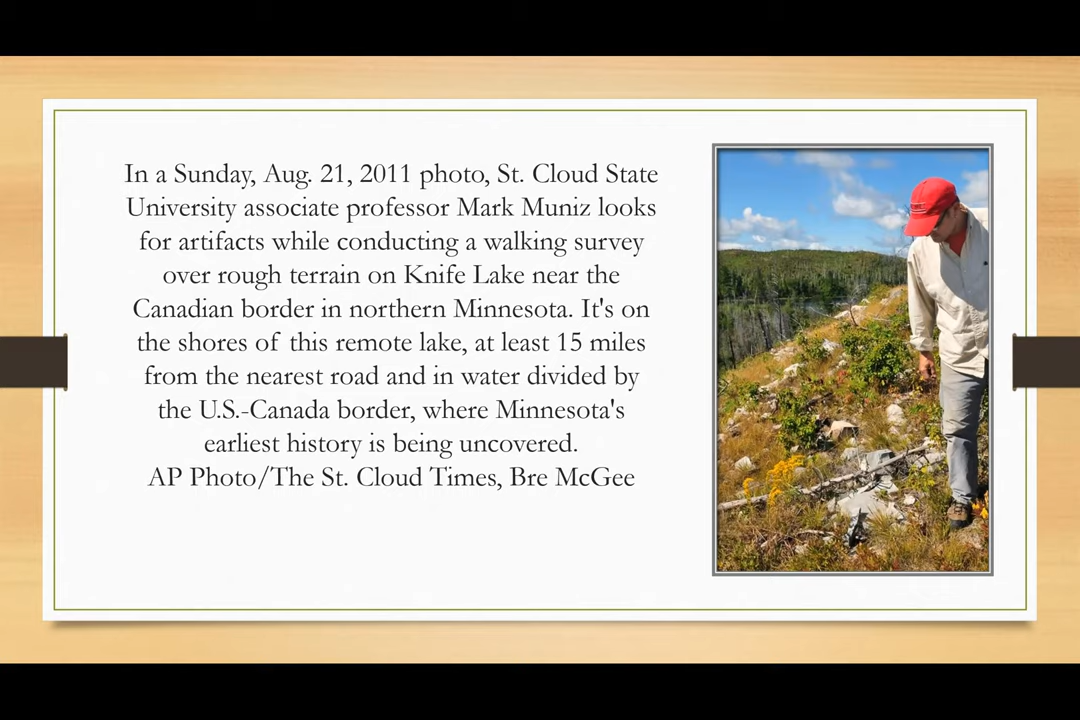 In a Sunday, Aug. 21, 2011 photo, St. Cloud State
University associate professor Mark Muniz looks
for artifacts while conducting a walking survey
over rough terrain on Knife Lake near the
Canadian border in northern Minnesota. It's on
the shores of this remote lake, at least 15 miles
from the nearest road and in water divided by
the U.S.-Canada border, where Minnesota's
earliest history is being uncovered.
AP Photo/The St. Cloud Times, Bre McGee